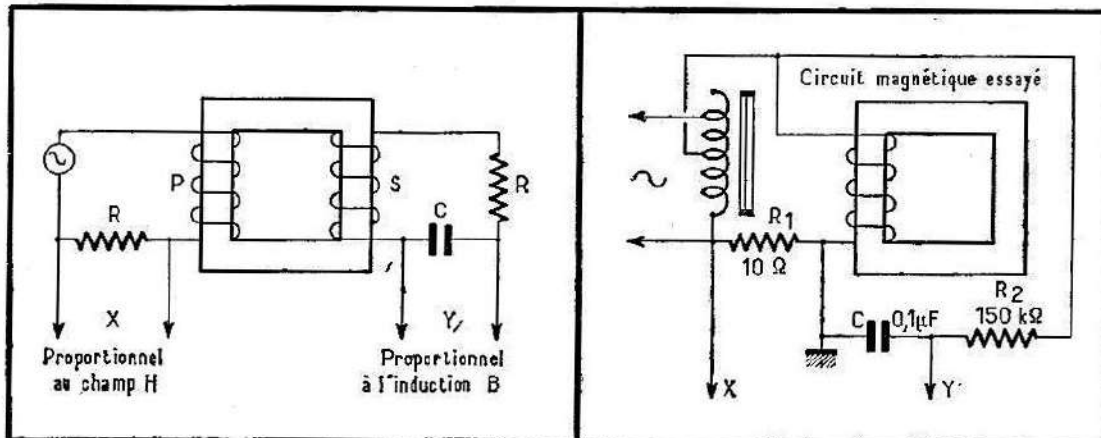 P
S
R
R
C
X
Y
Proportionnel
au champ H
Proportionnel
à l'induction B
Circuit magnétique essayé
R1
10 Ω
R2
150 kΩ
C
0,1µF
X
Y